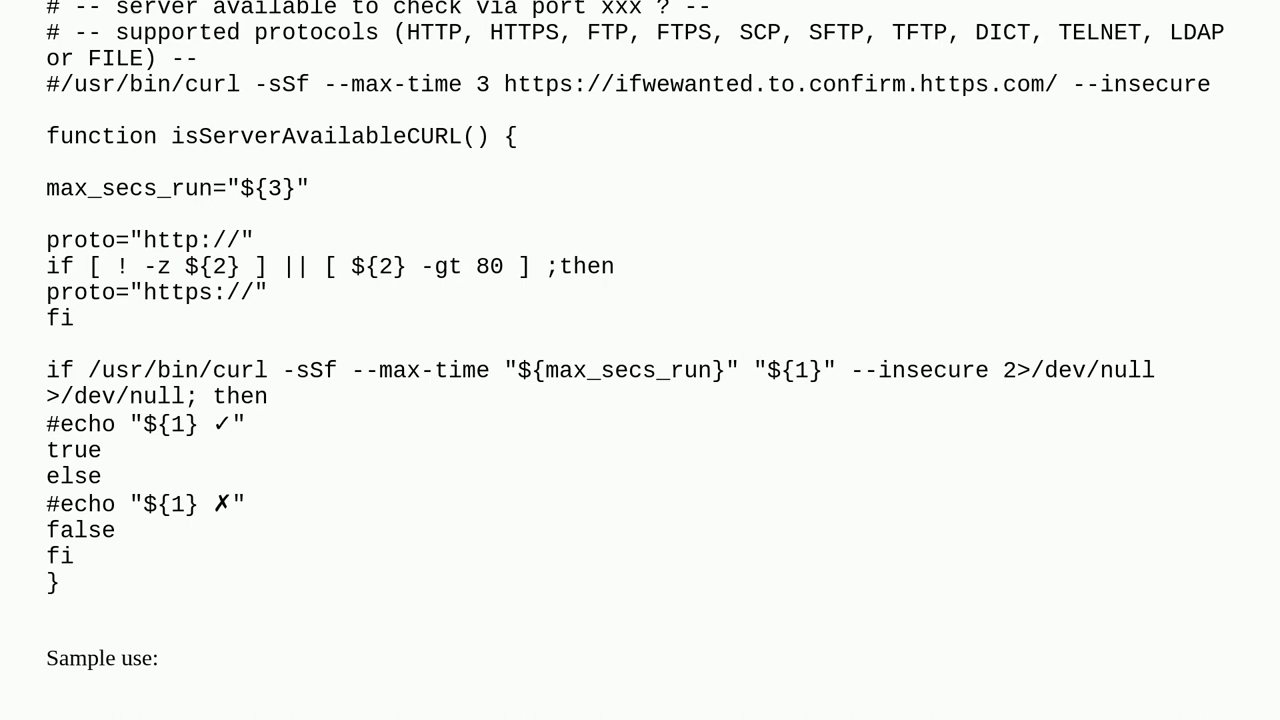 # -- server available to check via port xxx ? --
# -- supported protocols (HTTP, HTTPS, FTP, FTPS, SCP, SFTP, TFTP, DICT, TELNET, LDAP
or FILE) --
#/usr/bin/curl -sSf --max-time 3 https://ifwewanted.to.confirm.https.com/ --insecure
function isServerAvailableCURL() {
max_secs_run="${3}"
proto="http://"
if [ ! -z ${2} ] || [ ${2} -gt 80 ] ;then
proto="https://"
fi
if /usr/bin/curl -sSf --max-time "${max_secs_run}" "${1}" --insecure 2>/dev/null
>/dev/null; then
#echo "${1} ✓"
true
else
#echo "${1} ✗"
false
fi
}
Sample use: